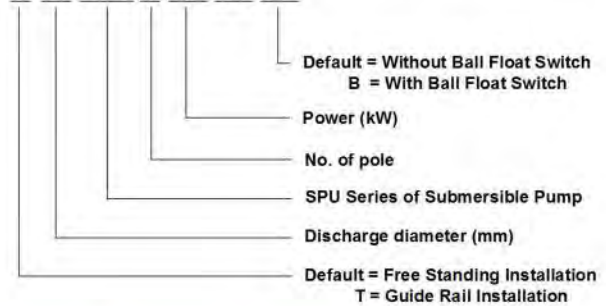 Default = Without Ball Float Switch
B = With Ball Float Switch
Power (kW)
No. of pole
SPU Series of Submersible Pump
Discharge diameter (mm)
Default = Free Standing Installation
T = Guide Rail Installation